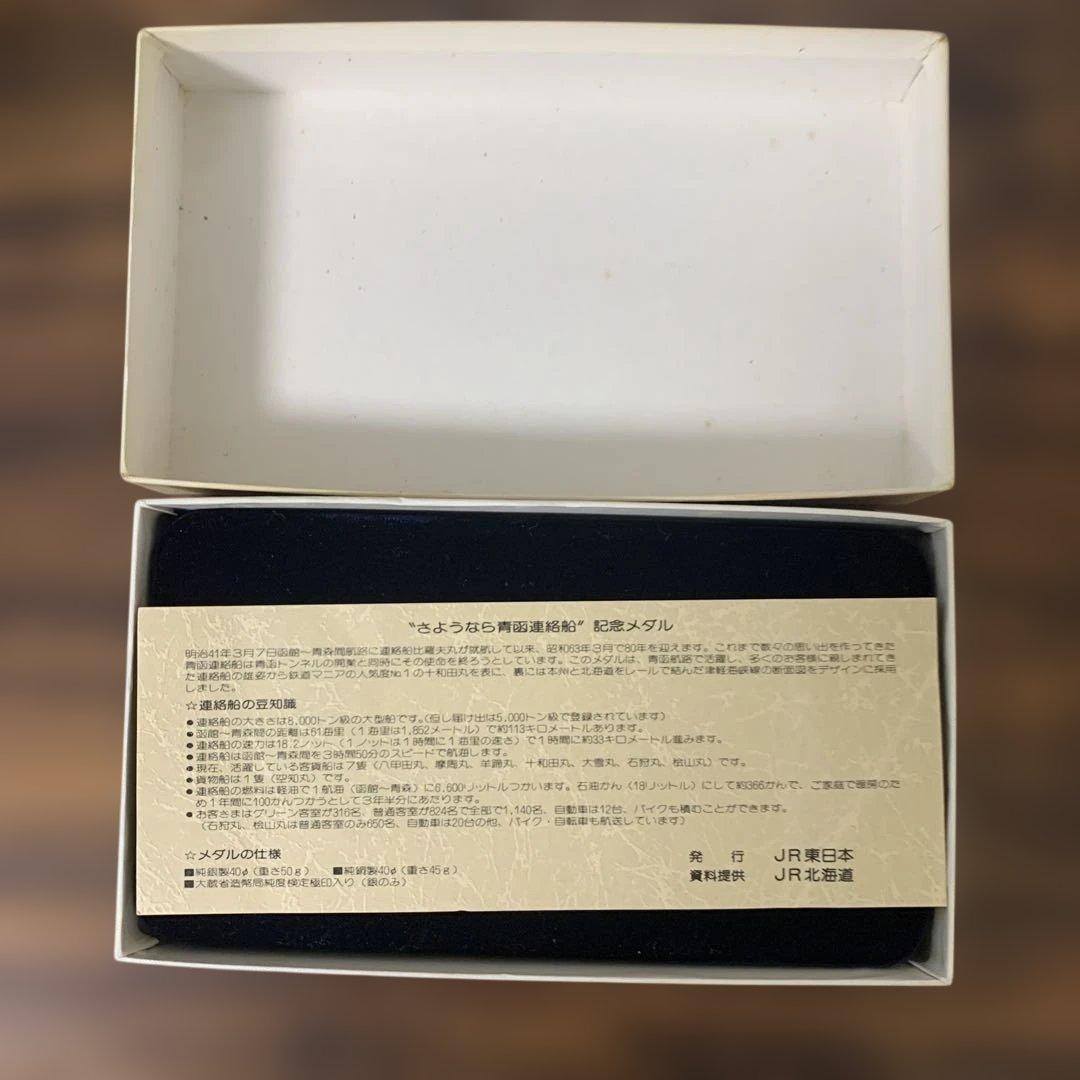 “さようなら青函連絡船” 記念メダル
明治41年3月7日函館～青森間航路に連絡船比羅夫丸が就航して以来、昭和63年3月で80年を迎えます。これまで数々の思い出を作ってきた
青函連絡船は青函トンネルの開業と同時にその使命を終ろうとしています。このメダルは、青函航路で活躍し、多くのお客様に親しまれてき
た連絡船の雄姿から鉄道マニアの人気度No.1の十和田丸を表に、裏には本州と北海道をレールで結んだ津軽海峡線の断面図をデザインに採用
しました。
☆連絡船の豆知識
●連絡船の大きさは8,000トン級の大型船です。(但し届け出は5,000トン級で登録されています)
●函館～青森間の距離は61海里（1海里は1,852メートル）で約113キロメートルあります。
●連絡船の速力は18.2ノット（1ノットは1時間に1海里の速さ）で1時間に約33キロメートル進みます。
●連絡船は函館～青森間を3時間50分のスピードで航海します。
●現在、活躍している客貨船は7隻（八甲田丸、摩周丸、羊蹄丸、十和田丸、大雪丸、石狩丸、桧山丸）です。
●貨物船は1隻（空知丸）です。
●連絡船の燃料は軽油で1航海（函館～青森）に6,600リットルつかいます。石油かん（18リットル）にして約366かんで、ご家庭で暖房のた
め1年間に100かんつかうとして3年半分にあたります。
●お客さまはグリーン客室が316名、普通客室が824名で全部で1,140名、自動車は12台、バイクも積むことができます。
（石狩丸、桧山丸は普通客室のみ650名、自動車は20台の他、バイク・自転車も航送しています）
☆メダルの仕様
■純銀製40φ（重さ50g） ■純銅製40φ（重さ45g）
■大蔵省造幣局純度検定極印入り（銀のみ）
発 行 JR東日本
資料提供 JR北海道